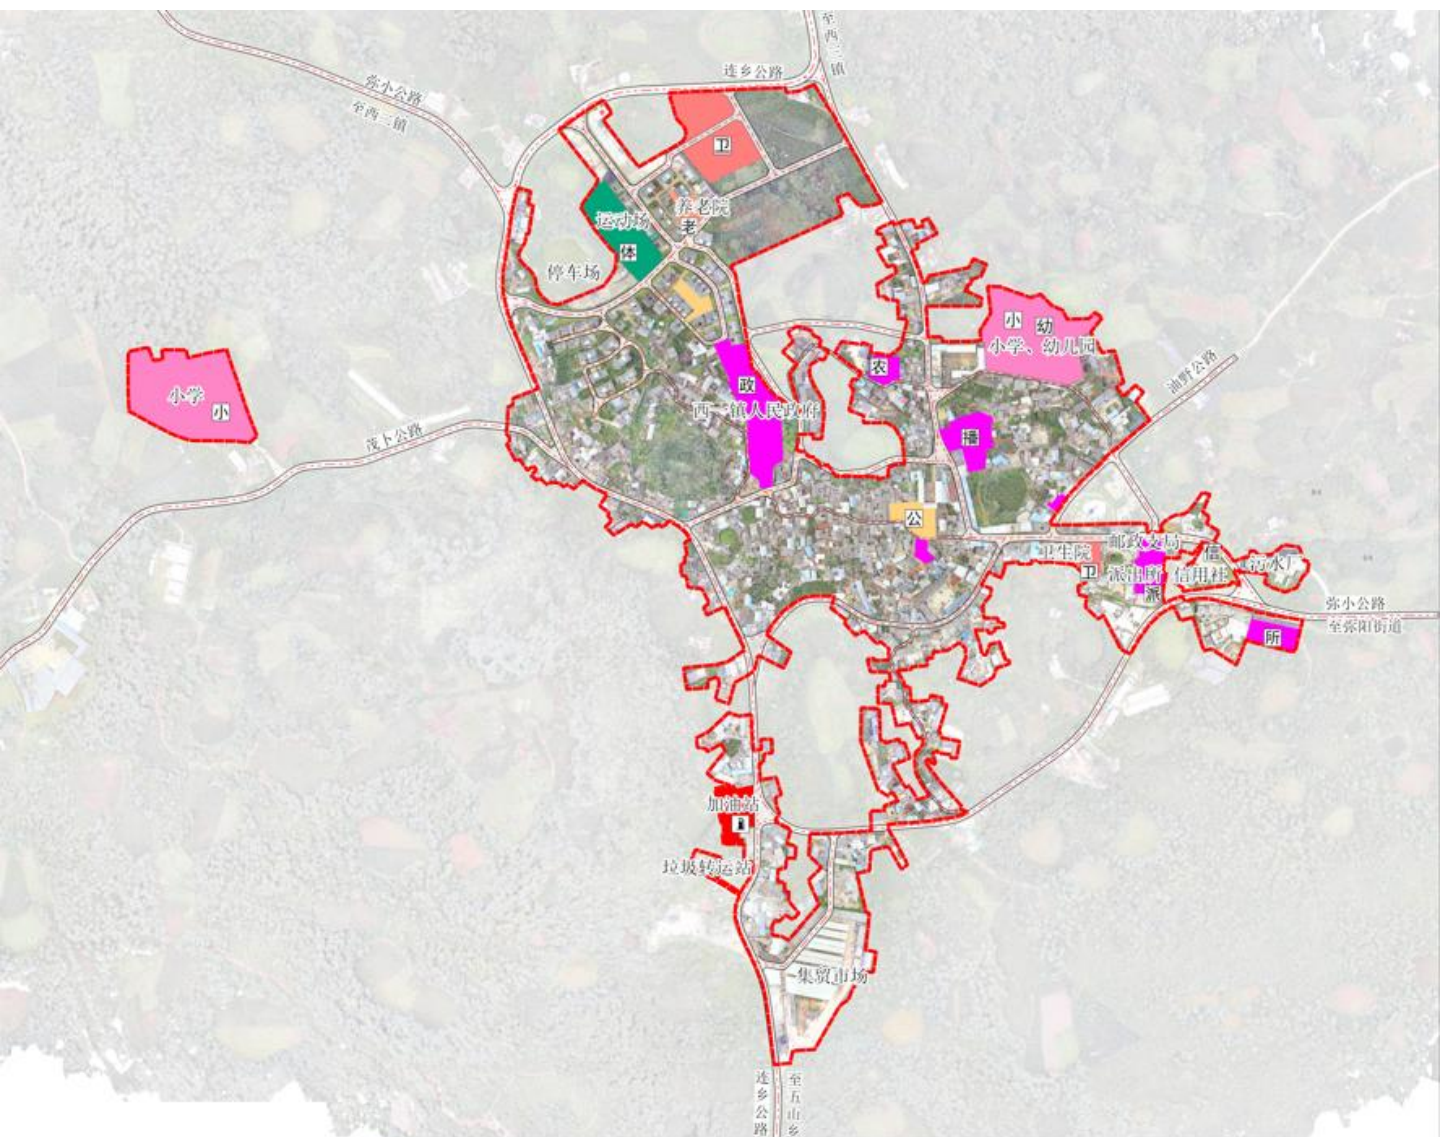 至西三镇
连乡公路
弥小公路
至西二镇
卫
养老院
老
运动场
体
停车场
小 幼
小学、幼儿园
农
油野公路
政
西一镇人民政府
小学
小
茂卜公路
播
公
邮政支局
卫生院
卫
信
派出所
信用社
污水厂
派
弥小公路
至弥阳街道
所
加油站
垃圾转运站
集贸市场
连乡公路
至五山乡